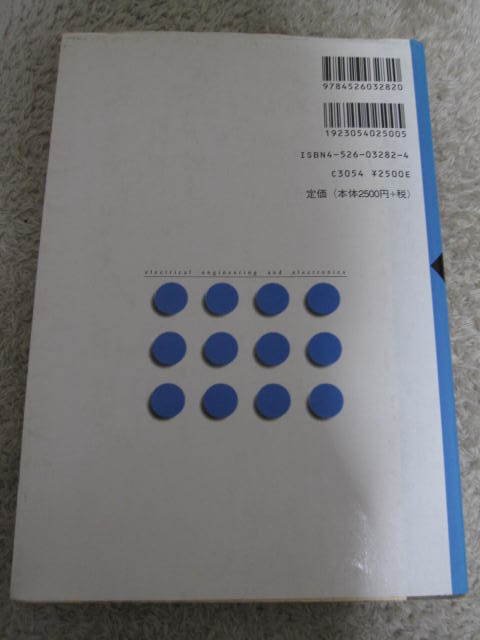 9784526032820
1923054025005
ISBN4-526-03282-4
C3054 ¥2500E
定価（本体2500円+税）
electrical engineering and electronics